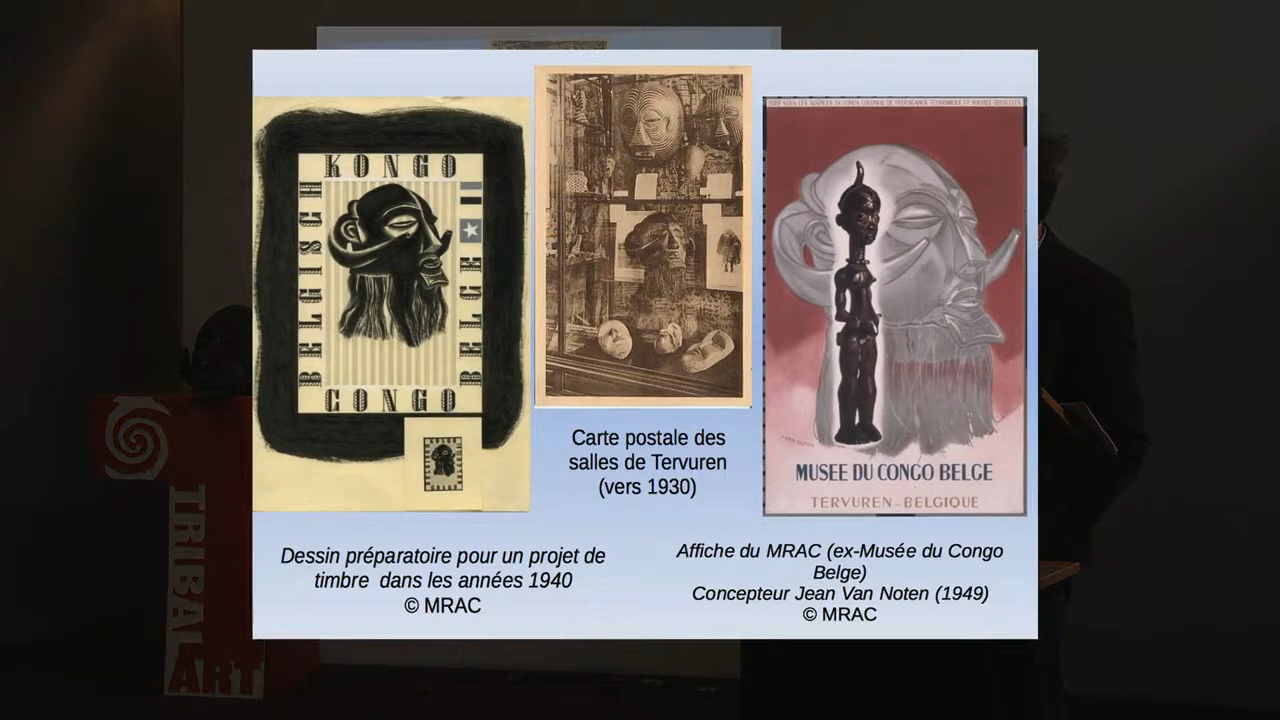 KONGO
BELGISCH
BELGE
CONGO
Carte postale des
salles de Tervuren
(vers 1930)
MUSEE DU CONGO BELGE
TERVUREN-BELGIQUE
Dessin préparatoire pour un projet de
timbre dans les années 1940
© MRAC
Affiche du MRAC (ex-Musée du Congo
Belge)
Concepteur Jean Van Noten (1949)
© MRAC
TRIBAL
ART